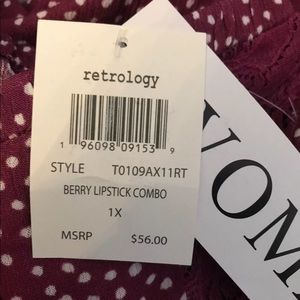 retrology
1 96098 09153 9
STYLE T0109AX11RT
BERRY LIPSTICK COMBO
1X
MSRP $56.00